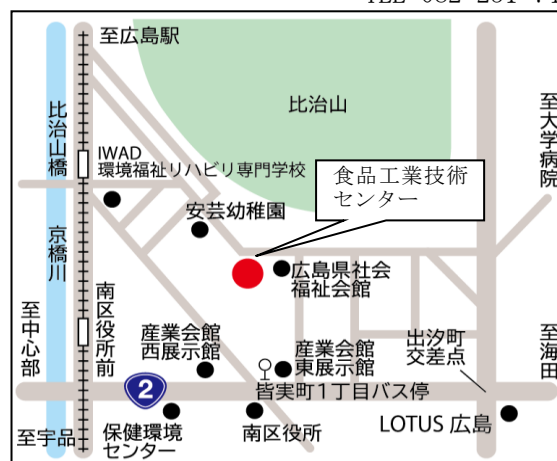 至広島駅
比治山
比治山橋
至大学病院
IWAD
環境福祉リハビリ専門学校
食品工業技術
センター
安芸幼稚園
京橋川
広島県社会
福祉会館
南区役所前
至中心部
産業会館
西展示館
産業会館
東展示館
出汐町
交差点
至海田
2
皆実町1丁目バス停
至宇品
保健環境
センター
南区役所
LOTUS 広島